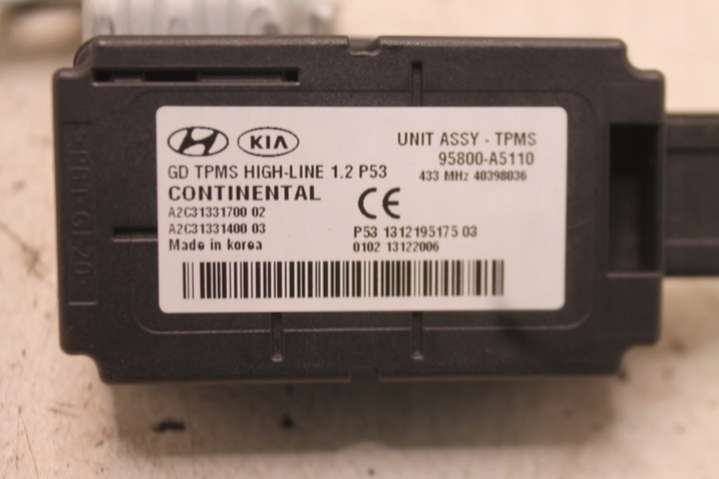 KIA
GD TPMS HIGH-LINE 1.2 P53
CONTINENTAL
A2C31331700 02
A2C31331400 03
Made in korea
UNIT ASSY - TPMS
95800-A5110
433 MHz 40398036
CE
P53 1312195175 03
0102 13122006